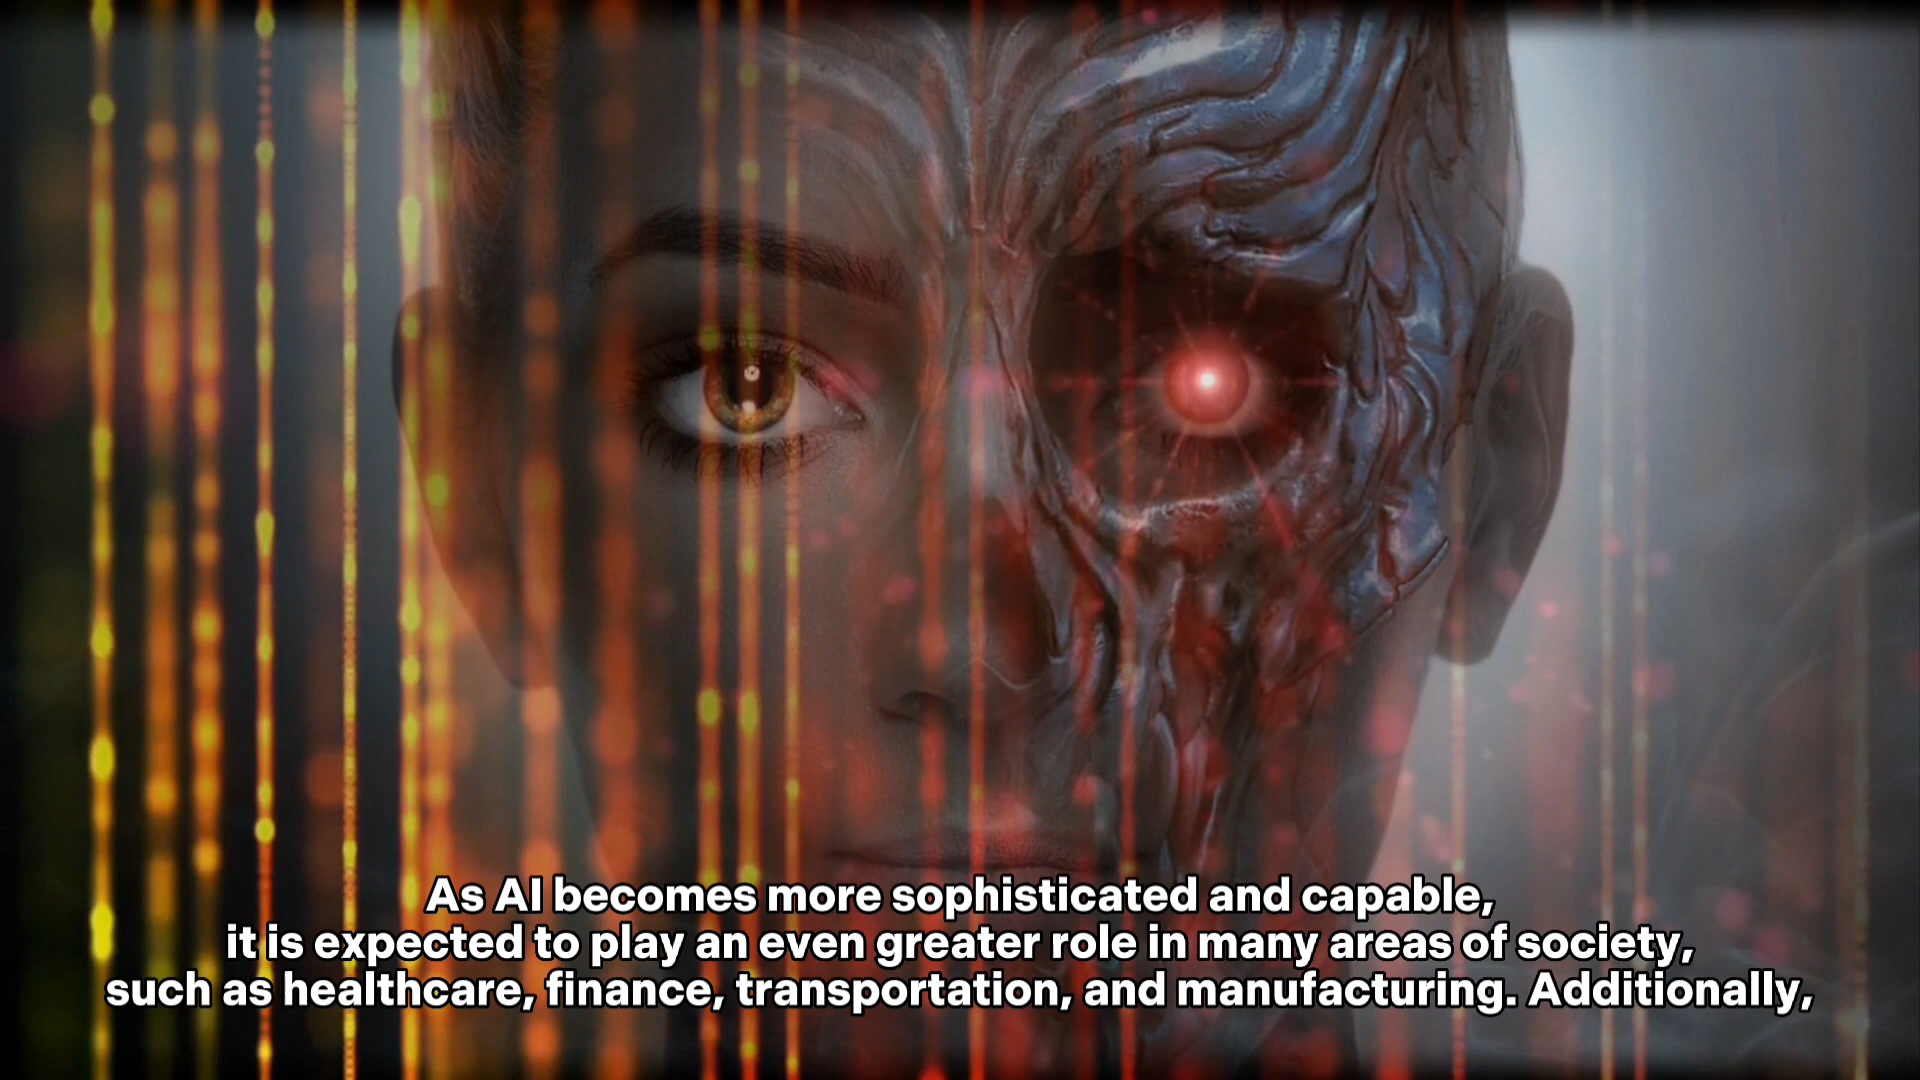 As AI becomes more sophisticated and capable,
it is expected to play an even greater role in many areas of society,
such as healthcare, finance, transportation, and manufacturing. Additionally,